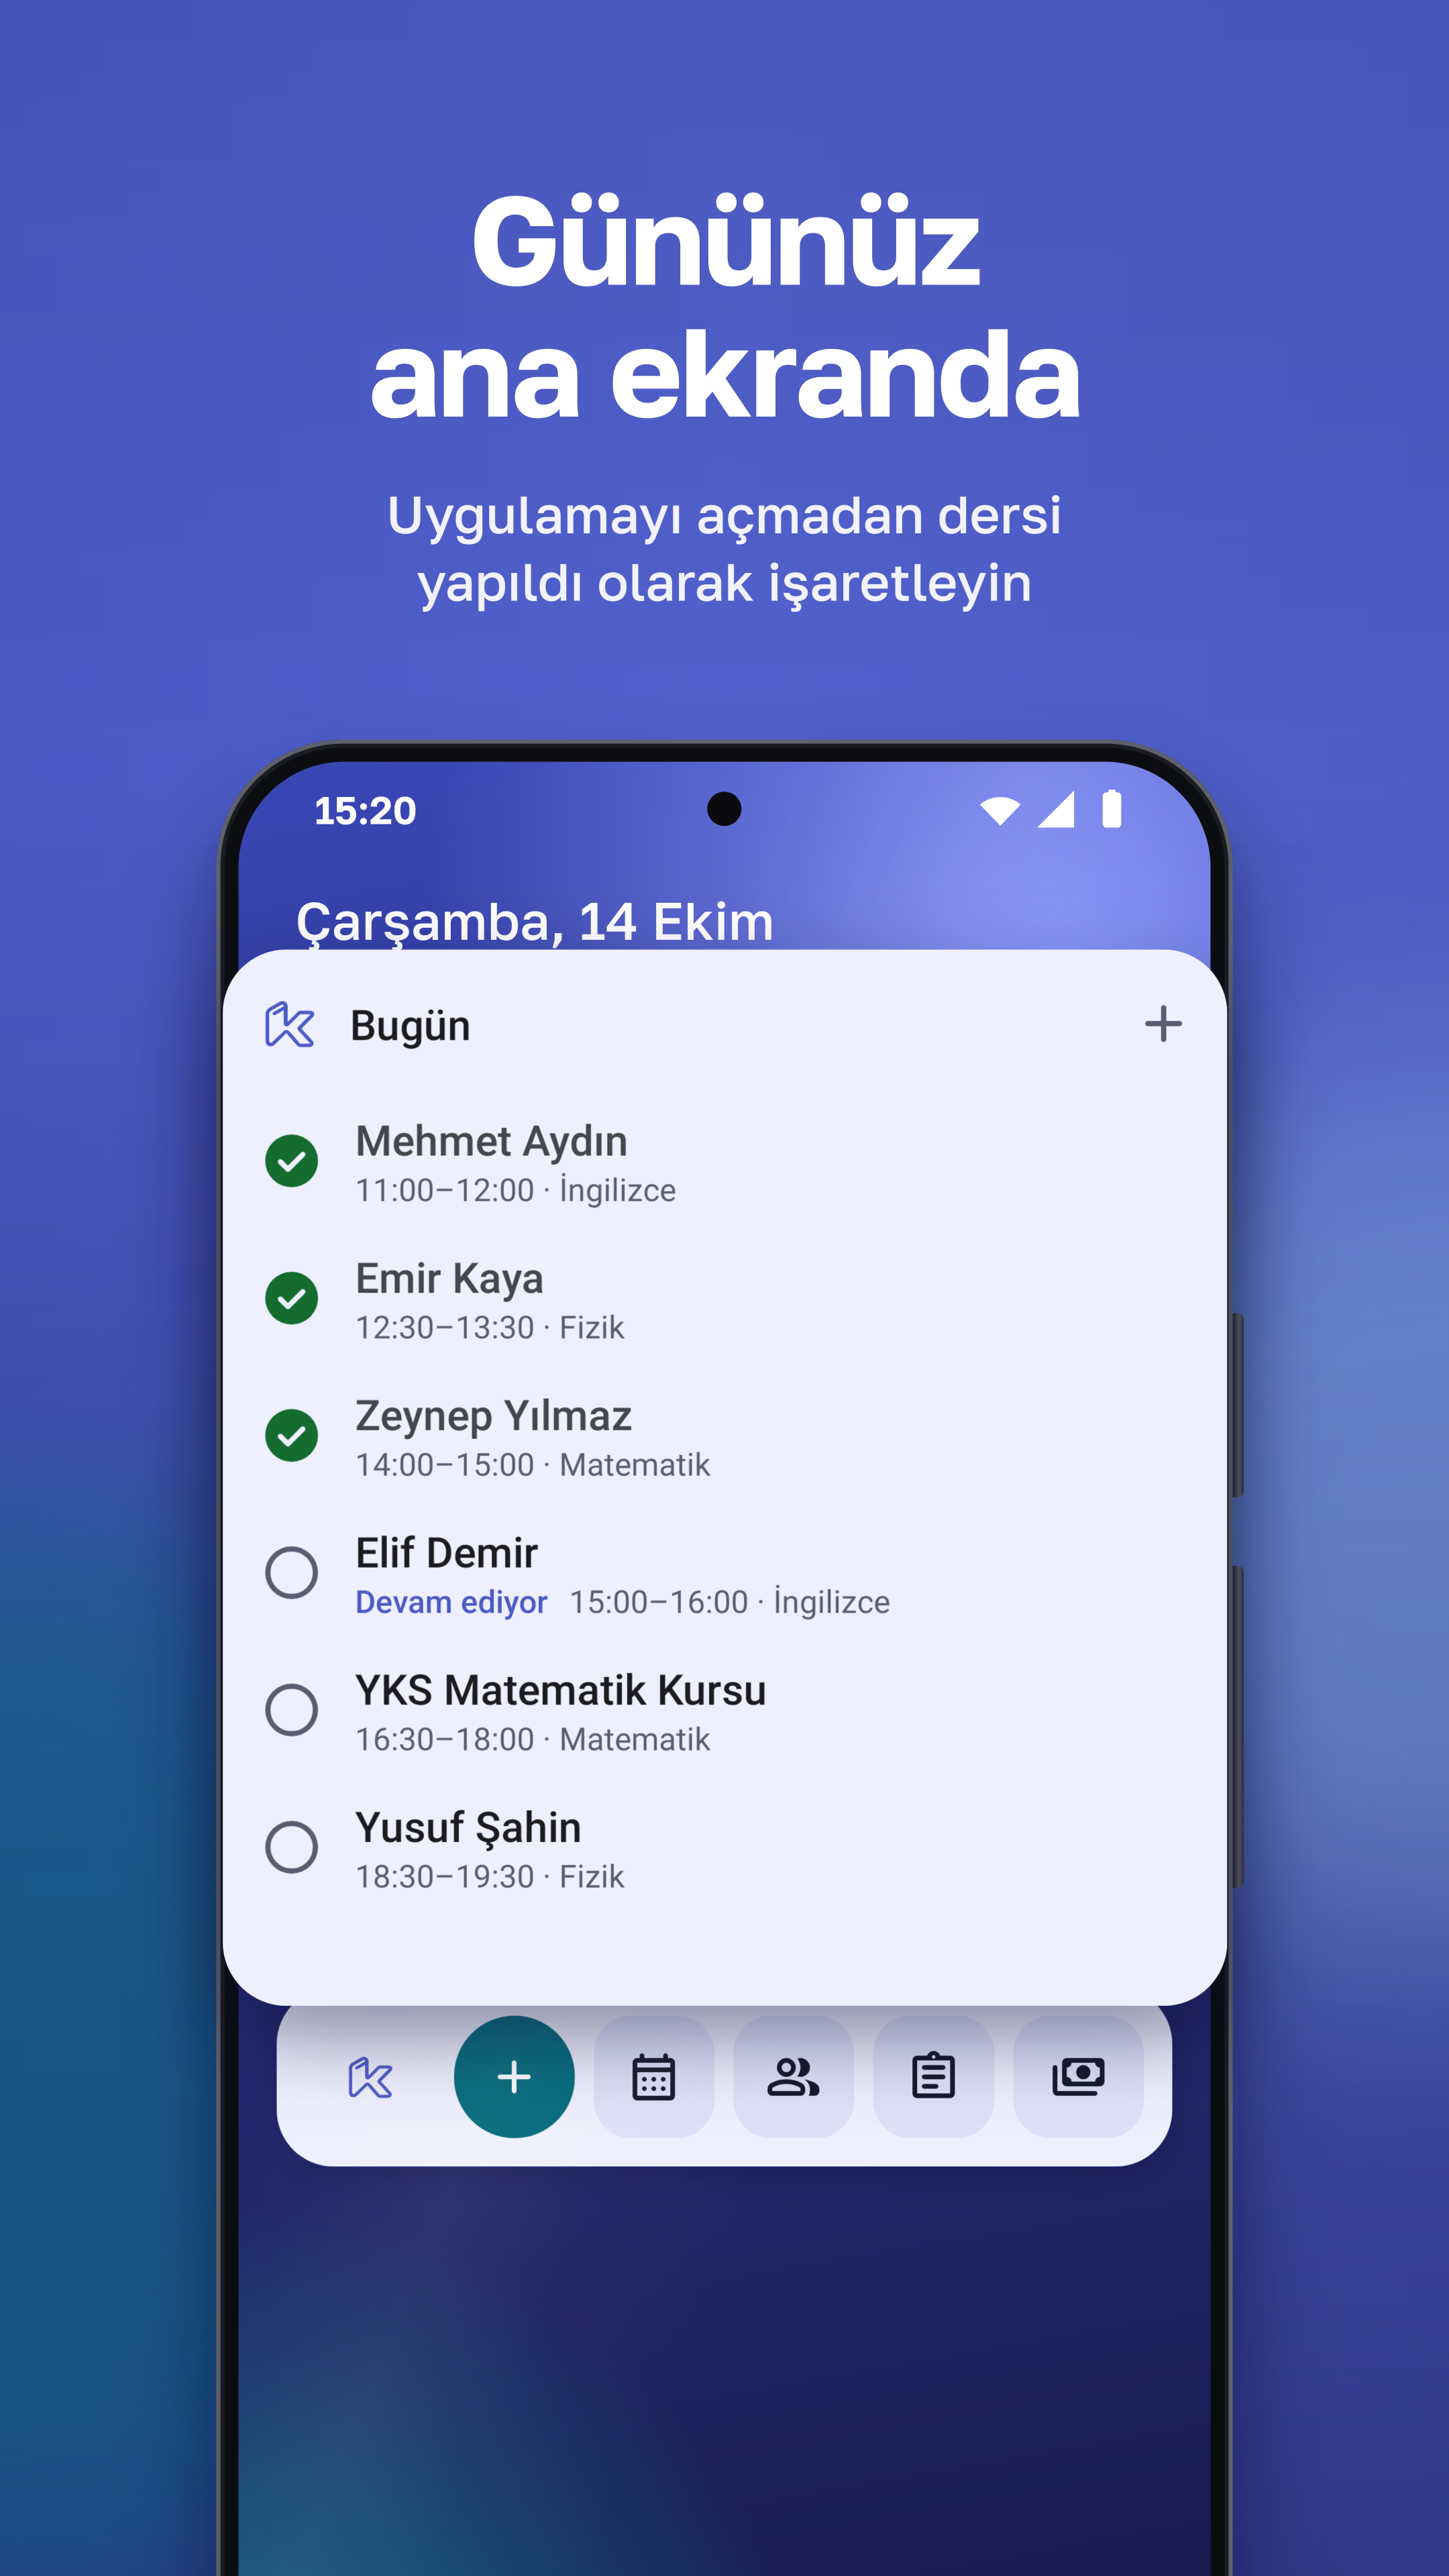 Gününüz
ana ekranda
Uygulamayı açmadan dersi
yapıldı olarak işaretleyin
15:20
Çarşamba, 14 Ekim
Bugün
Mehmet Aydın
11:00–12:00 · İngilizce
Emir Kaya
12:30–13:30 · Fizik
Zeynep Yılmaz
14:00–15:00 · Matematik
Elif Demir
Devam ediyor 15:00–16:00 · İngilizce
YKS Matematik Kursu
16:30–18:00 · Matematik
Yusuf Şahin
18:30–19:30 · Fizik